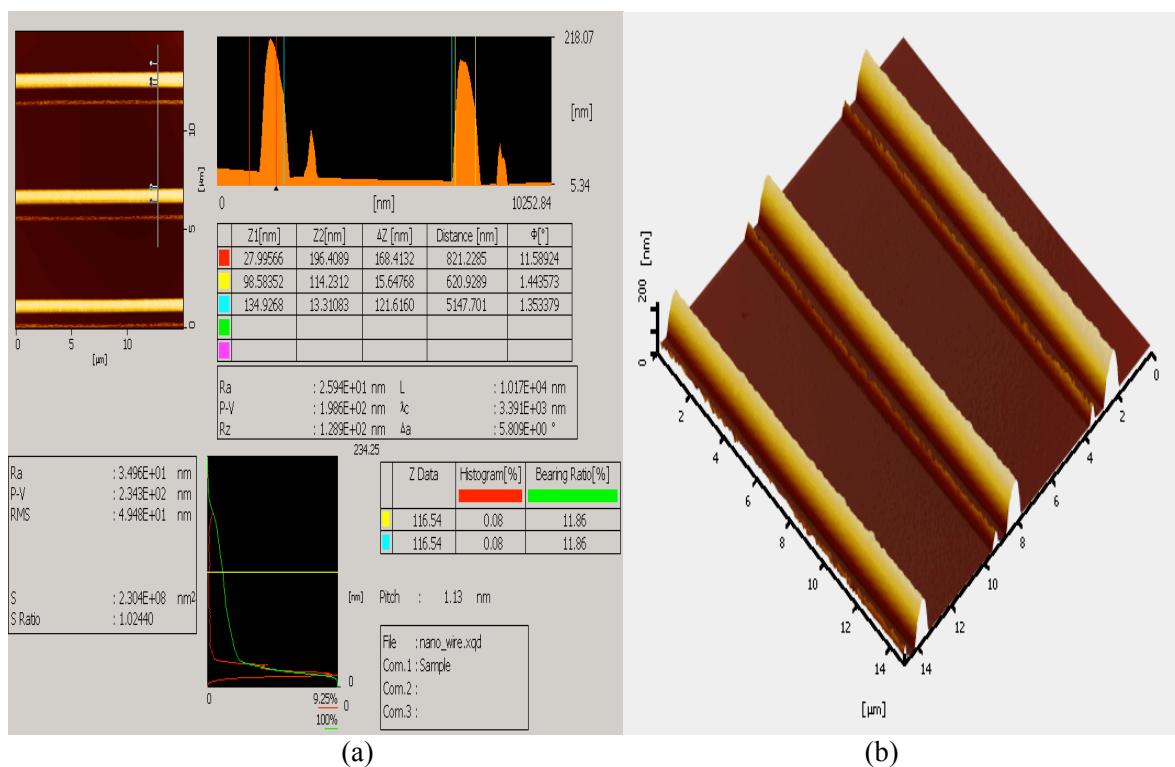 218.07
[nm]
5.34
0 [nm] 10252.84
10
5
0
[μm]
0 5 10
[μm]
Z1[nm] Z2[nm] ΔZ [nm] Distance [nm] Φ[°]
27.99566 196.4089 168.4132 821.2285 11.58924
98.58352 114.2312 15.64768 620.9289 1.443573
134.9268 13.31083 121.6160 5147.701 1.353379
Ra : 2.594E+01 nm L : 1.017E+04 nm
P-V : 1.986E+02 nm λc : 3.391E+03 nm
Rz : 1.289E+02 nm Δa : 5.809E+00 °
Ra : 3.496E+01 nm
P-V : 2.343E+02 nm
RMS : 4.948E+01 nm
S : 2.304E+08 nm2
S Ratio : 1.02440
234.25
[nm]
0
0 9.25% 0
100%
Z Data Histogram[%] Bearing Ratio[%]
116.54 0.08 11.86
116.54 0.08 11.86
Pitch : 1.13 nm
File : nano_wire.xqd
Com.1 : Sample
Com.2 :
Com.3 :
(a)
[nm]
200
0
2
4
6
8
10
12
14
0
2
4
6
8
10
12
14
[μm]
(b)